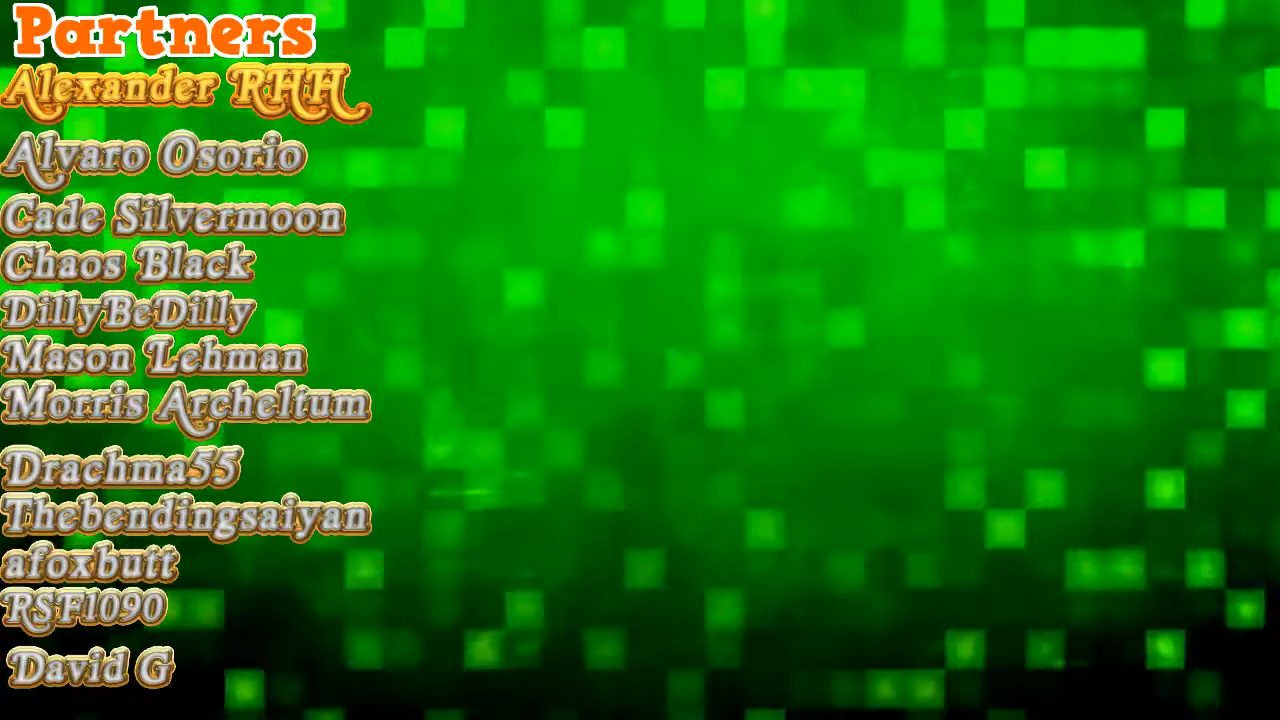 Partners
Alexander RHH
Alvaro Osorio
Cade Silvermoon
Chaos Black
DillyBeDilly
Mason Lehman
Morris Archeltum
Drachma55
Thebendingsaiyan
afoxbutt
RSF1090
David G